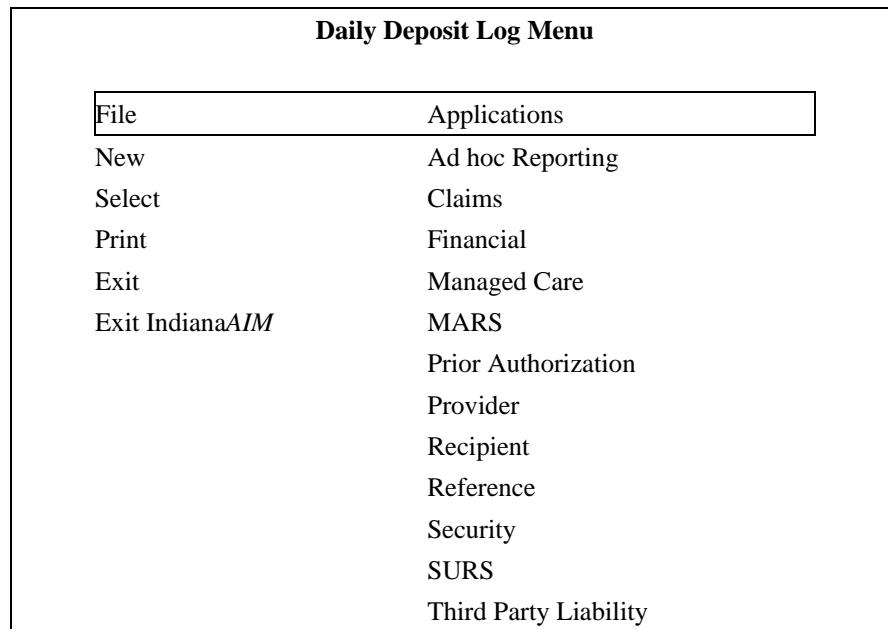 Daily Deposit Log Menu
File Applications
New Ad hoc Reporting
Select Claims
Print Financial
Exit Managed Care
Exit IndianaAIM MARS
Prior Authorization
Provider
Recipient
Reference
Security
SURS
Third Party Liability